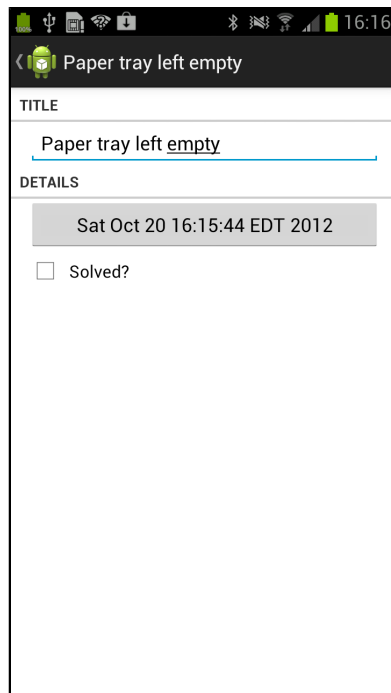 100%
16:16
Paper tray left empty
TITLE
Paper tray left empty
DETAILS
Sat Oct 20 16:15:44 EDT 2012
Solved?